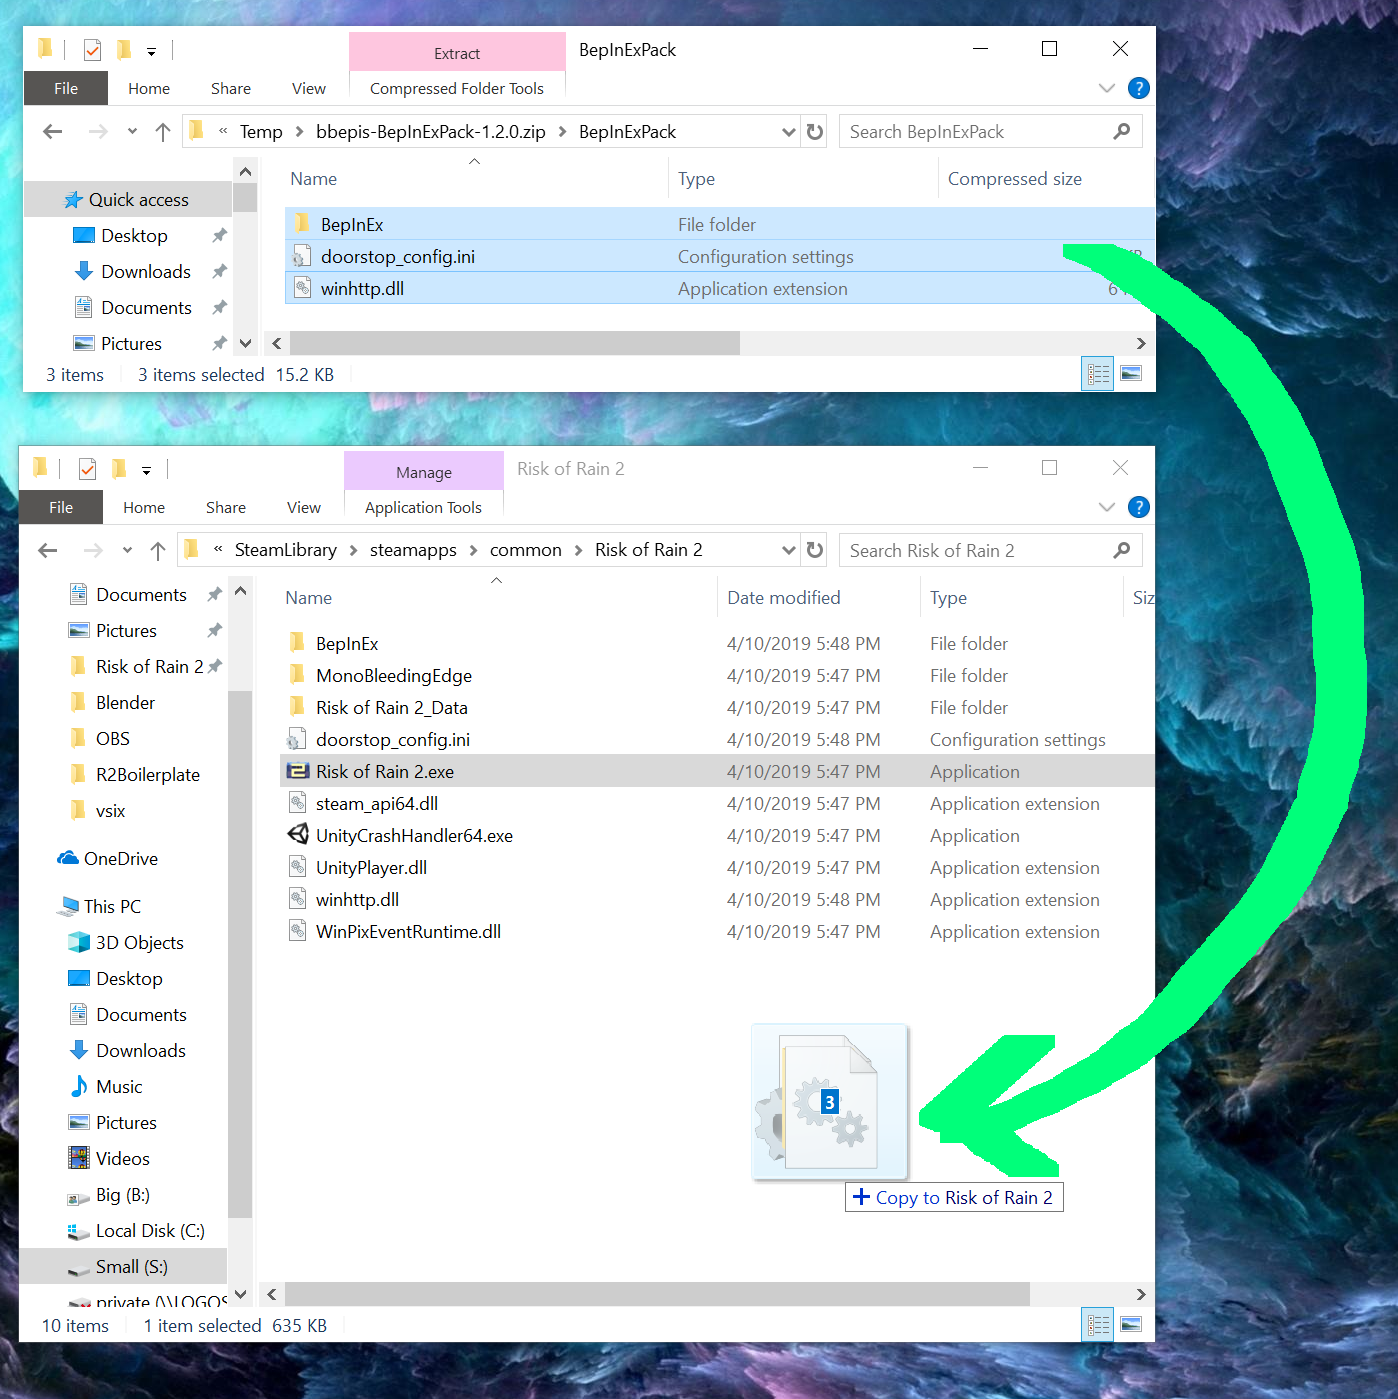 Extract
BepInExPack
File Home Share View Compressed Folder Tools
?
« Temp > bbepis-BepInExPack-1.2.0.zip > BepInExPack
Search BepInExPack
Quick access
Desktop
Downloads
Documents
Pictures
Name Type Compressed size
BepInEx File folder
doorstop_config.ini Configuration settings
winhttp.dll Application extension 6
3 items 3 items selected 15.2 KB
Manage
Risk of Rain 2
File Home Share View Application Tools
?
« SteamLibrary > steamapps > common > Risk of Rain 2
Search Risk of Rain 2
Documents
Pictures
Risk of Rain 2
Blender
OBS
R2Boilerplate
vsix
OneDrive
This PC
3D Objects
Desktop
Documents
Downloads
Music
Pictures
Videos
Big (B:)
Local Disk (C:)
Small (S:)
private (\\LOGOS
Name Date modified Type Siz
BepInEx 4/10/2019 5:48 PM File folder
MonoBleedingEdge 4/10/2019 5:47 PM File folder
Risk of Rain 2_Data 4/10/2019 5:47 PM File folder
doorstop_config.ini 4/10/2019 5:48 PM Configuration settings
Risk of Rain 2.exe 4/10/2019 5:47 PM Application
steam_api64.dll 4/10/2019 5:47 PM Application extension
UnityCrashHandler64.exe 4/10/2019 5:47 PM Application
UnityPlayer.dll 4/10/2019 5:47 PM Application extension
winhttp.dll 4/10/2019 5:48 PM Application extension
WinPixEventRuntime.dll 4/10/2019 5:47 PM Application extension
3
+ Copy to Risk of Rain 2
10 items 1 item selected 635 KB